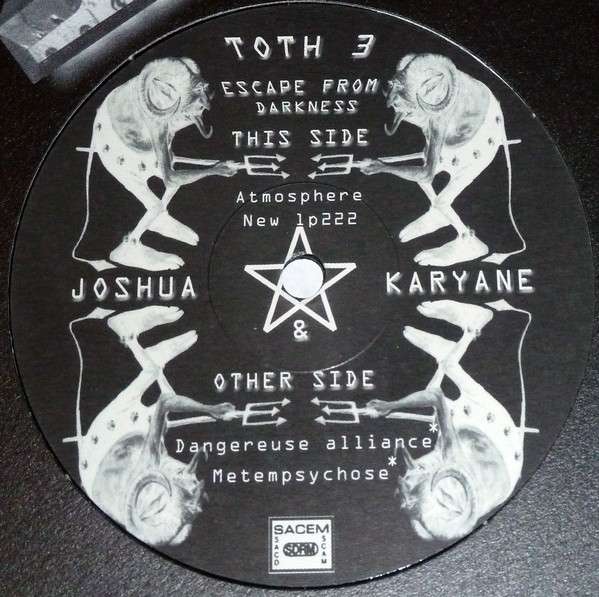 TOTH 3
ESCAPE FROM
DARKNESS
THIS SIDE
Atmosphere
New lp222
JOSHUA
&
KARYANE
OTHER SIDE
Dangereuse alliance*
Metempsychose*
SACEM
SACD
SDRM
SCAM